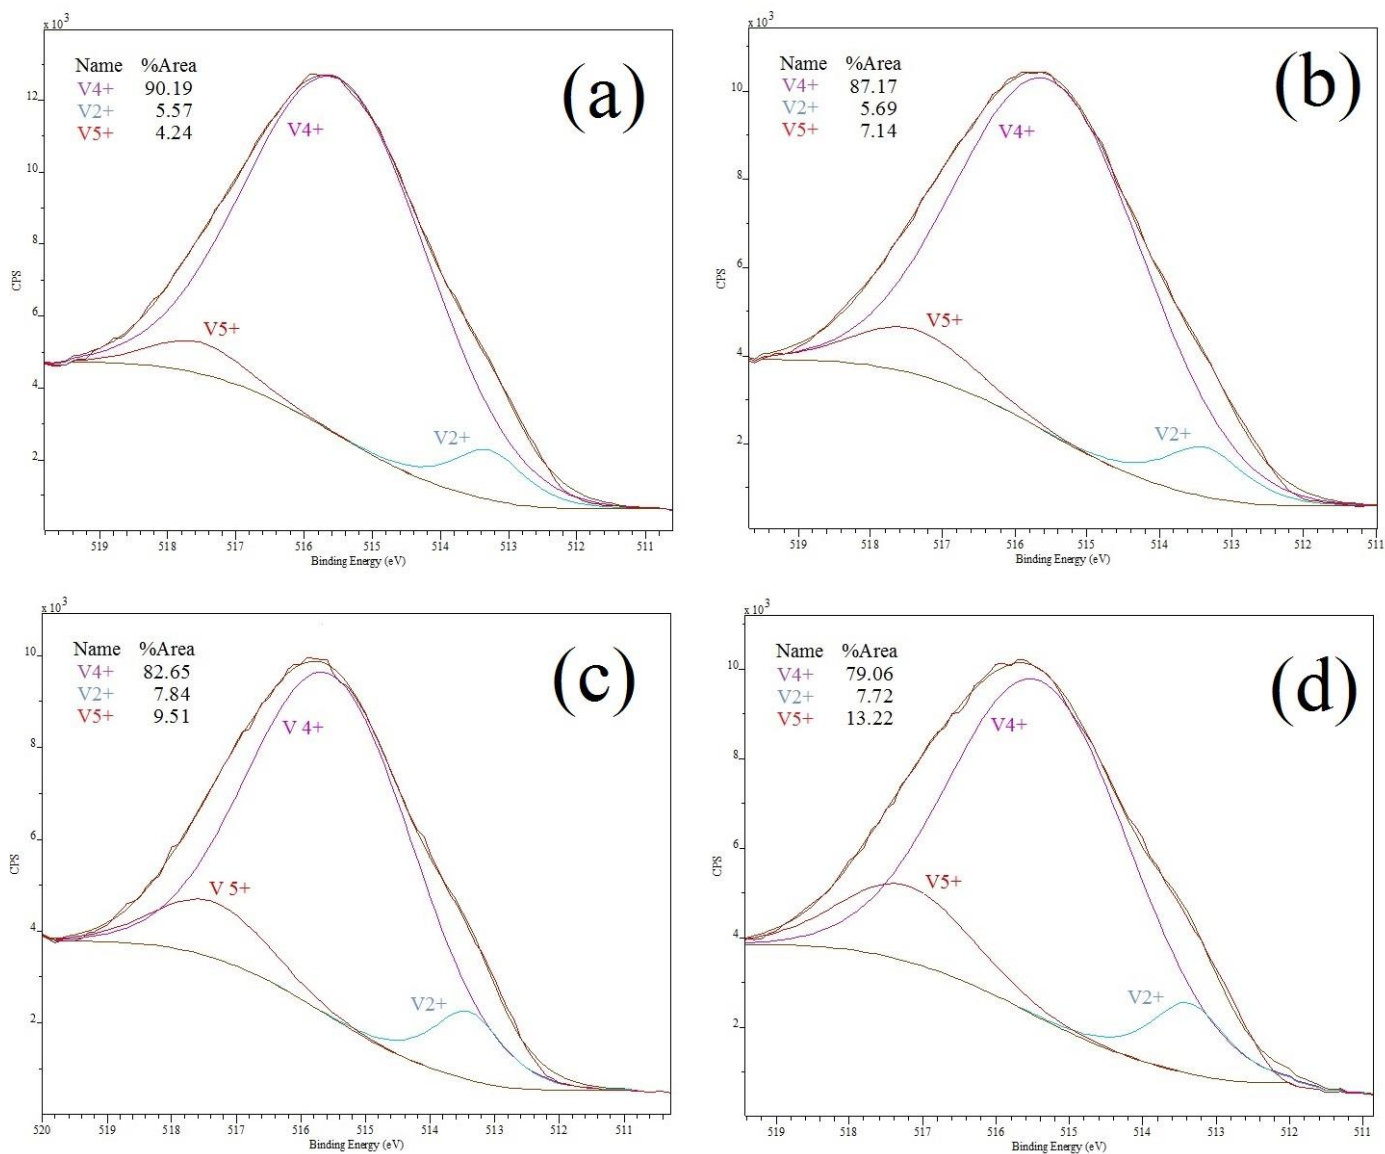 x 10³
Name %Area
V4+ 90.19
V2+ 5.57
V5+ 4.24
(a)
V4+
V5+
V2+
12
10
8
6
4
2
CPS
519 518 517 516 515 514 513 512 511
Binding Energy (eV)
x 10³
Name %Area
V4+ 87.17
V2+ 5.69
V5+ 7.14
(b)
V4+
V5+
V2+
10
8
6
4
2
CPS
519 518 517 516 515 514 513 512 511
Binding Energy (eV)
x 10³
Name %Area
V4+ 82.65
V2+ 7.84
V5+ 9.51
(c)
V 4+
V 5+
V2+
10
8
6
4
2
CPS
520 519 518 517 516 515 514 513 512 511
Binding Energy (eV)
x 10³
Name %Area
V4+ 79.06
V2+ 7.72
V5+ 13.22
(d)
V4+
V5+
V2+
10
8
6
4
2
CPS
519 518 517 516 515 514 513 512 511
Binding Energy (eV)